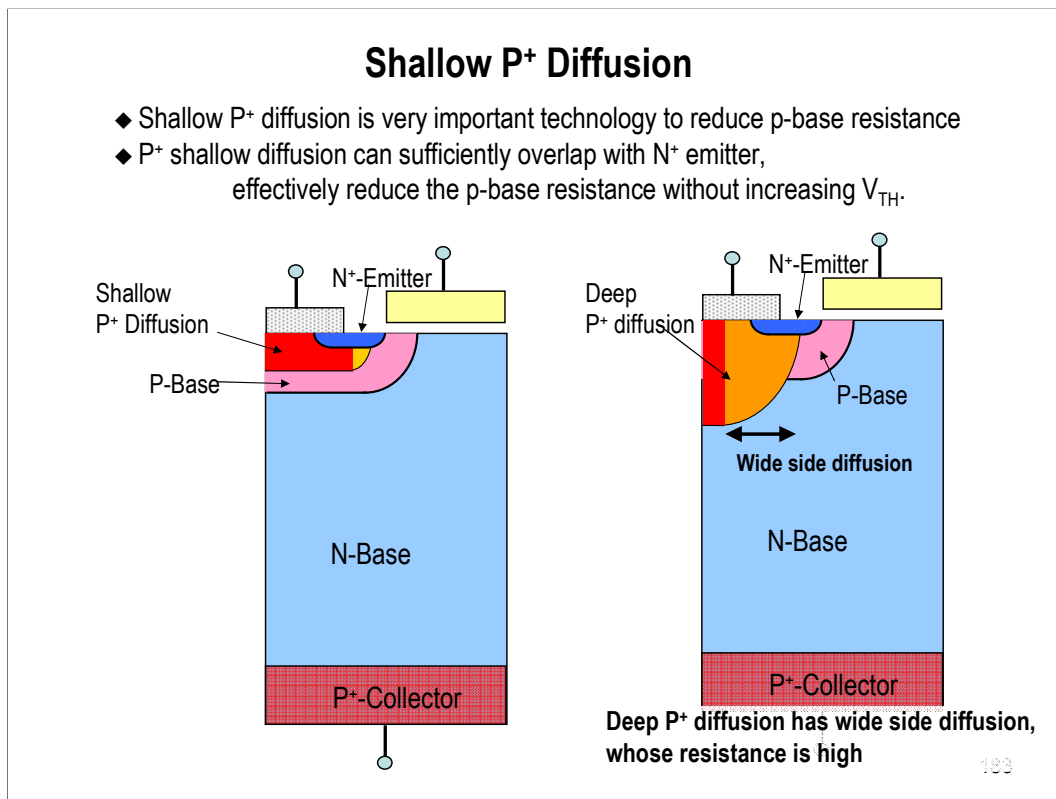 Shallow P⁺ Diffusion
◆ Shallow P⁺ diffusion is very important technology to reduce p-base resistance
◆ P⁺ shallow diffusion can sufficiently overlap with N⁺ emitter,
effectively reduce the p-base resistance without increasing V_TH.
Shallow
P⁺ Diffusion
N⁺-Emitter
P-Base
N-Base
P⁺-Collector
Deep
P⁺ diffusion
N⁺-Emitter
P-Base
Wide side diffusion
N-Base
P⁺-Collector
Deep P⁺ diffusion has wide side diffusion,
whose resistance is high
183